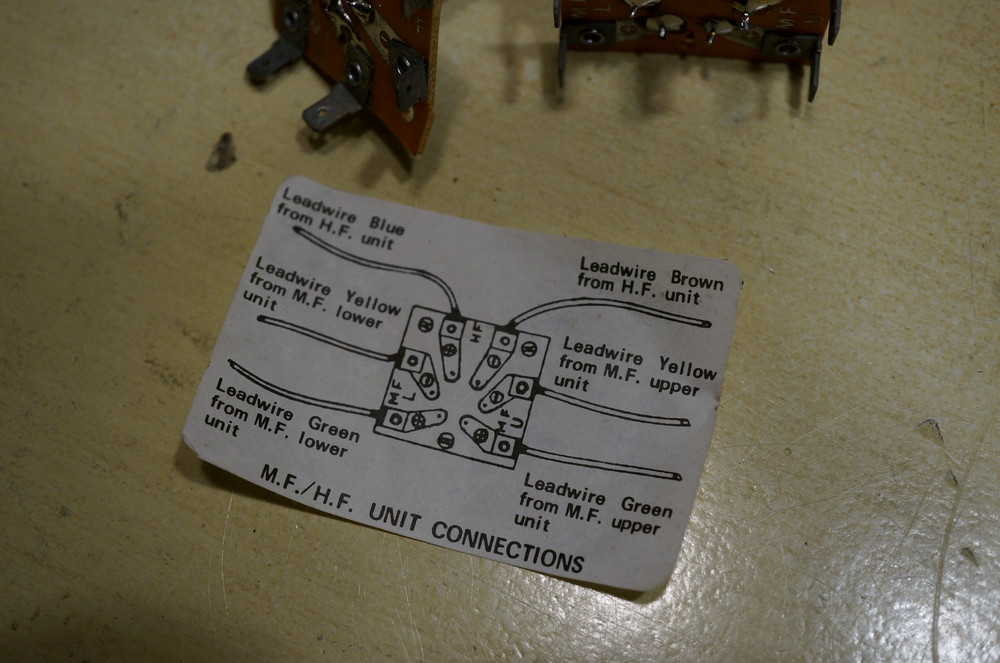 Leadwire Blue
from H.F. unit
Leadwire Brown
from H.F. unit
Leadwire Yellow
from M.F. lower
unit
Leadwire Yellow
from M.F. upper
unit
HF
MF
L
MF
U
Leadwire Green
from M.F. lower
unit
Leadwire Green
from M.F. upper
unit
M.F./H.F. UNIT CONNECTIONS